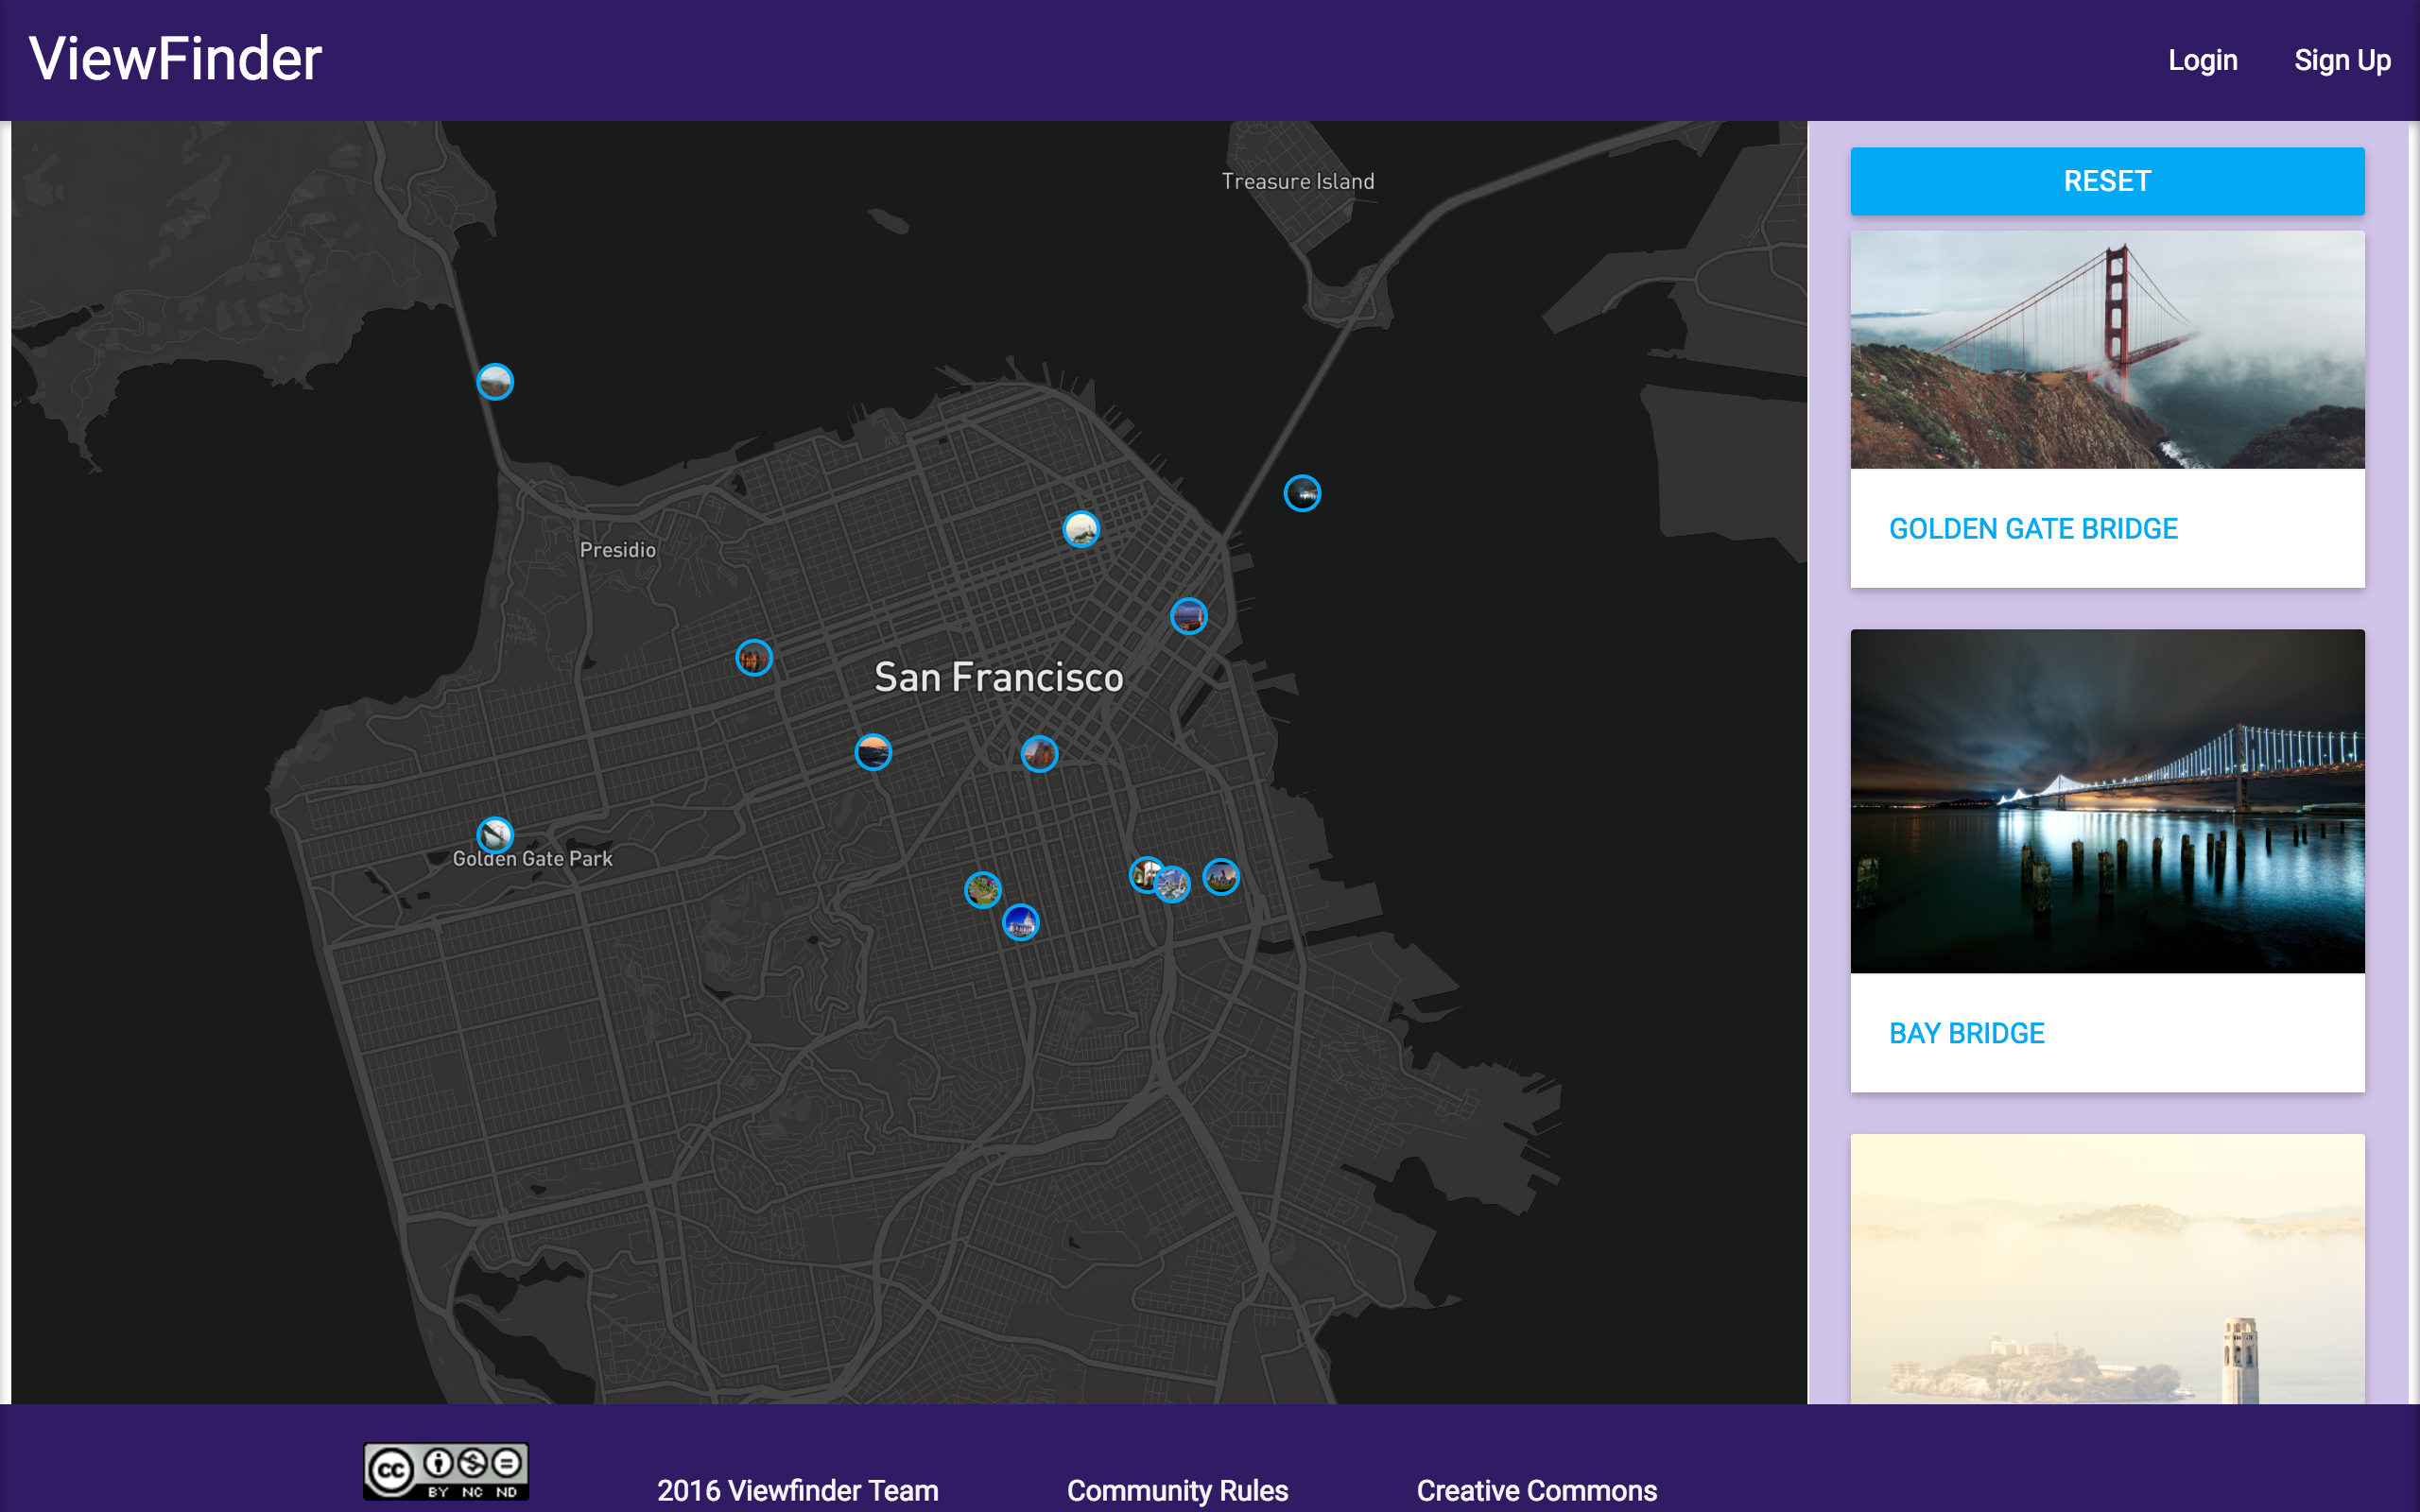 ViewFinder
Login
Sign Up
Treasure Island
Presidio
San Francisco
Golden Gate Park
RESET
GOLDEN GATE BRIDGE
BAY BRIDGE
cc
BY NC ND
2016 Viewfinder Team
Community Rules
Creative Commons